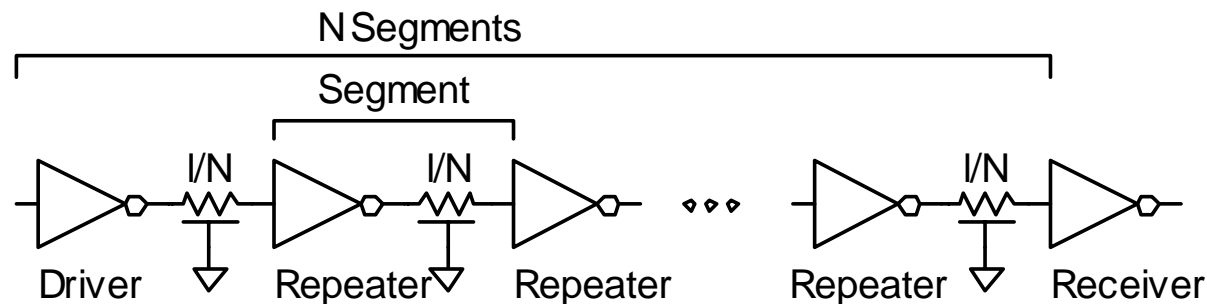 N Segments
Segment
l/N l/N l/N
Driver Repeater Repeater Repeater Receiver